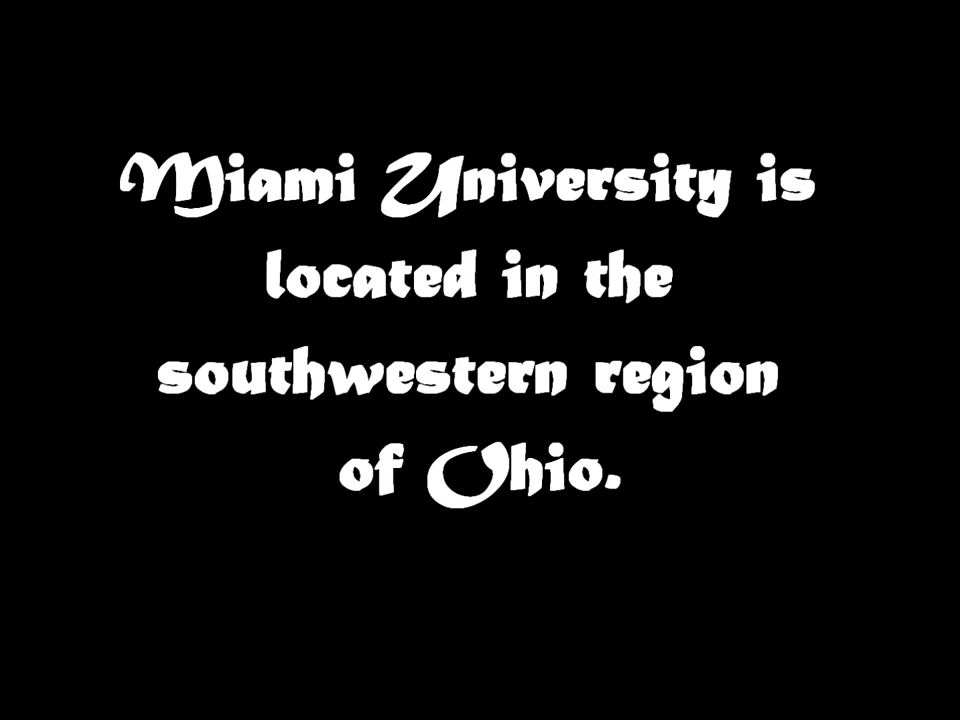 Miami University is
located in the
southwestern region
of Ohio.